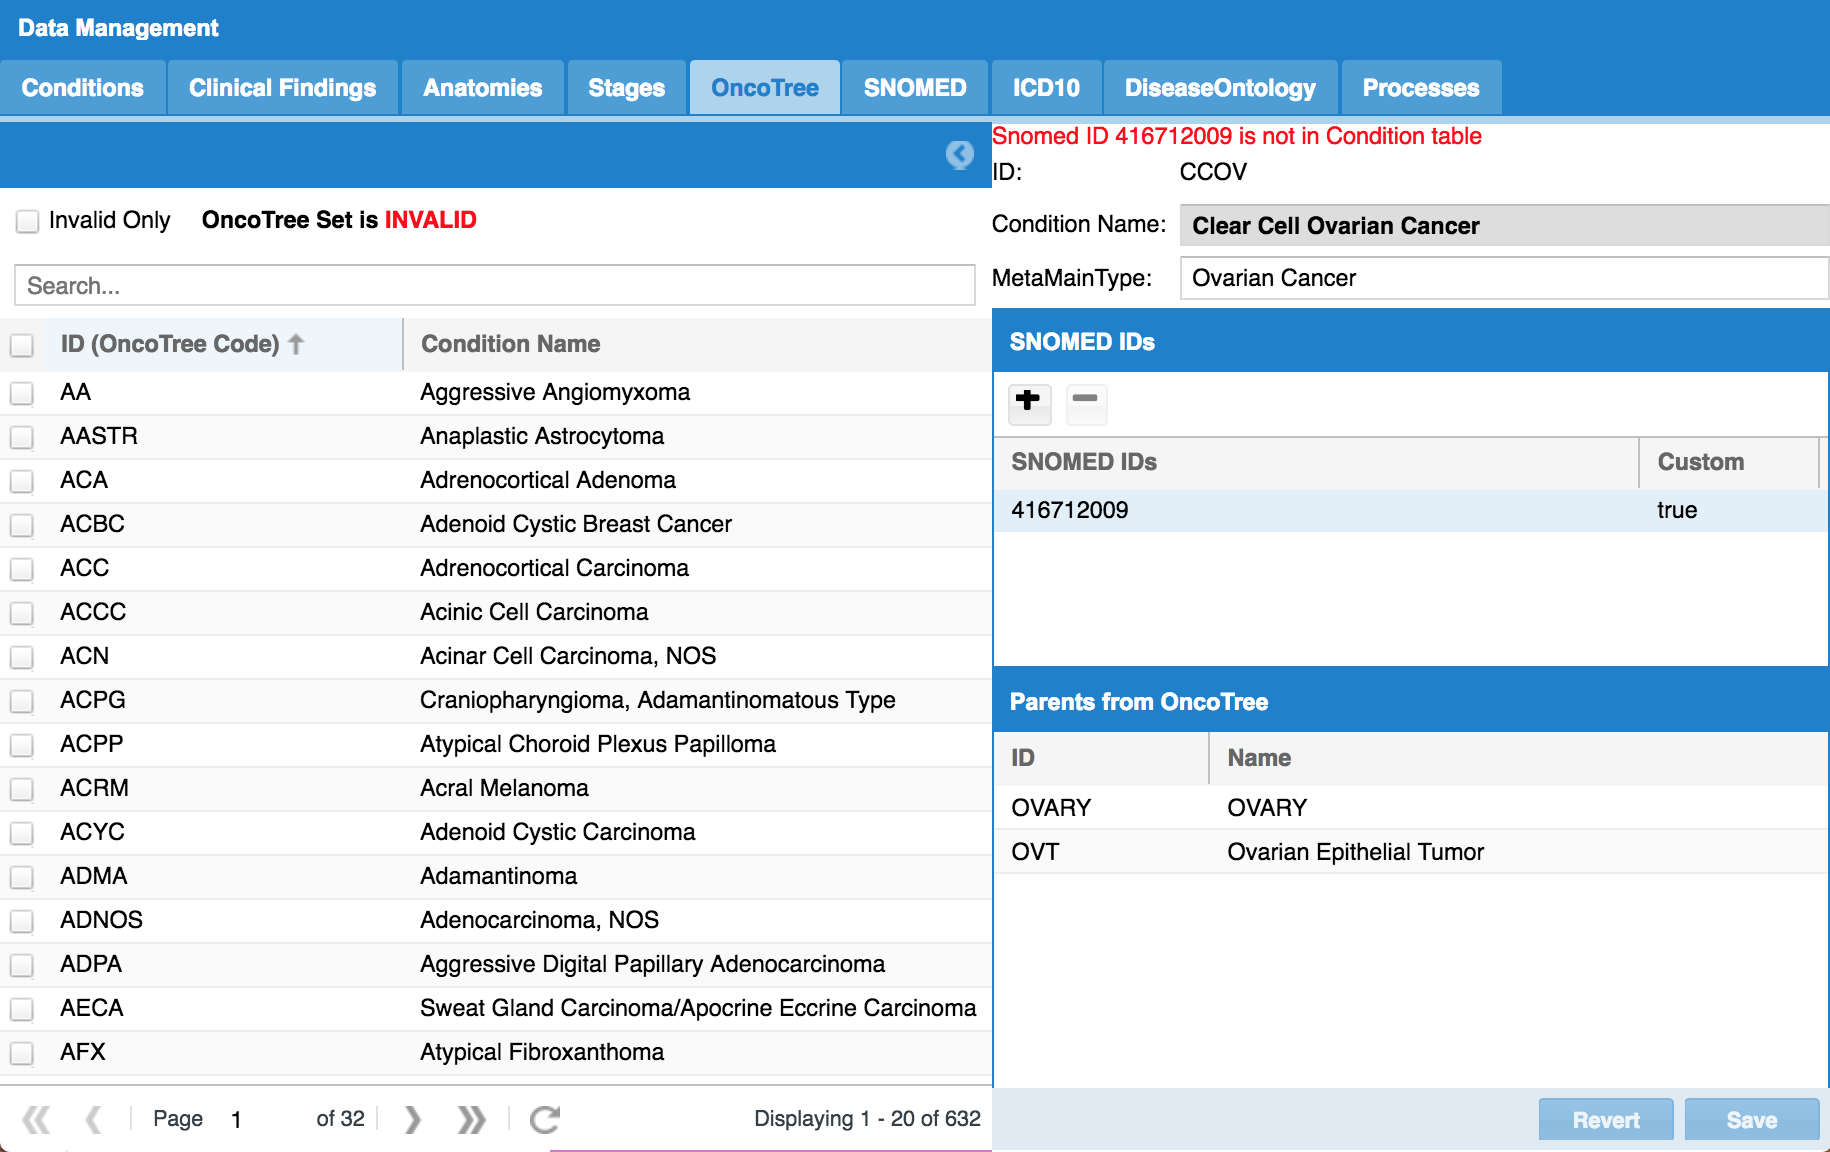 Data Management
Conditions Clinical Findings Anatomies Stages OncoTree SNOMED ICD10 DiseaseOntology Processes
Invalid Only OncoTree Set is INVALID
Search...
ID (OncoTree Code) Condition Name
AA Aggressive Angiomyxoma
AASTR Anaplastic Astrocytoma
ACA Adrenocortical Adenoma
ACBC Adenoid Cystic Breast Cancer
ACC Adrenocortical Carcinoma
ACCC Acinic Cell Carcinoma
ACN Acinar Cell Carcinoma, NOS
ACPG Craniopharyngioma, Adamantinomatous Type
ACPP Atypical Choroid Plexus Papilloma
ACRM Acral Melanoma
ACYC Adenoid Cystic Carcinoma
ADMA Adamantinoma
ADNOS Adenocarcinoma, NOS
ADPA Aggressive Digital Papillary Adenocarcinoma
AECA Sweat Gland Carcinoma/Apocrine Eccrine Carcinoma
AFX Atypical Fibroxanthoma
Page 1 of 32 Displaying 1 - 20 of 632
Snomed ID 416712009 is not in Condition table
ID: CCOV
Condition Name: Clear Cell Ovarian Cancer
MetaMainType: Ovarian Cancer
SNOMED IDs
SNOMED IDs Custom
416712009 true
Parents from OncoTree
ID Name
OVARY OVARY
OVT Ovarian Epithelial Tumor
Revert Save